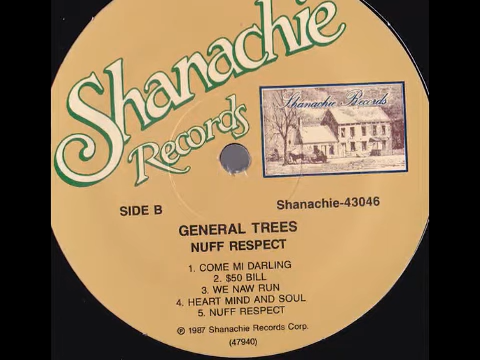 Shanachie
Records
Shanachie Records
SIDE B
Shanachie-43046
GENERAL TREES
NUFF RESPECT
1. COME MI DARLING
2. $50 BILL
3. WE NAW RUN
4. HEART MIND AND SOUL
5. NUFF RESPECT
℗ 1987 Shanachie Records Corp.
(47940)